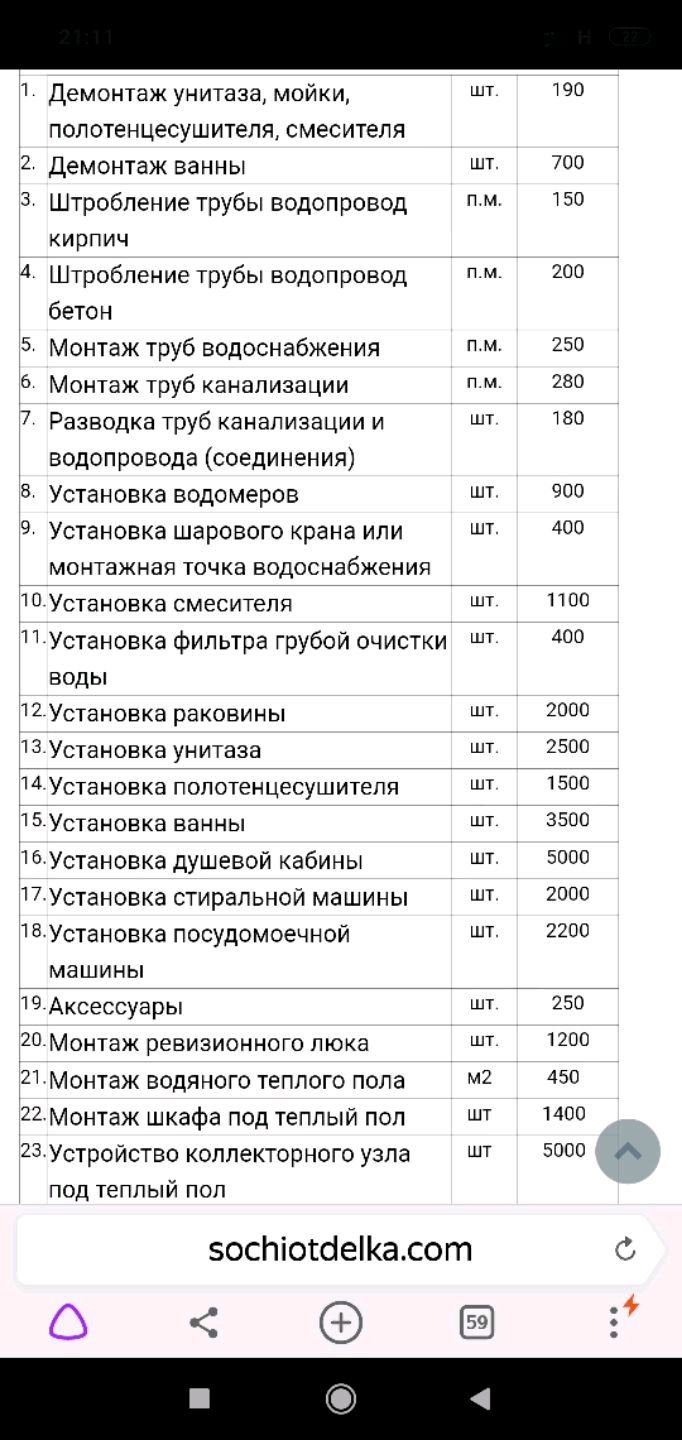 21:11
H
22
1. Демонтаж унитаза, мойки, шт. 190
полотенцесушителя, смесителя
2. Демонтаж ванны шт. 700
3. Штробление трубы водопровод п.м. 150
кирпич
4. Штробление трубы водопровод п.м. 200
бетон
5. Монтаж труб водоснабжения п.м. 250
6. Монтаж труб канализации п.м. 280
7. Разводка труб канализации и шт. 180
водопровода (соединения)
8. Установка водомеров шт. 900
9. Установка шарового крана или шт. 400
монтажная точка водоснабжения
10. Установка смесителя шт. 1100
11. Установка фильтра грубой очистки шт. 400
воды
12. Установка раковины шт. 2000
13. Установка унитаза шт. 2500
14. Установка полотенцесушителя шт. 1500
15. Установка ванны шт. 3500
16. Установка душевой кабины шт. 5000
17. Установка стиральной машины шт. 2000
18. Установка посудомоечной шт. 2200
машины
19. Аксессуары шт. 250
20. Монтаж ревизионного люка шт. 1200
21. Монтаж водяного теплого пола м2 450
22. Монтаж шкафа под теплый пол шт 1400
23. Устройство коллекторного узла шт 5000
под теплый пол
sochiotdelka.com
59